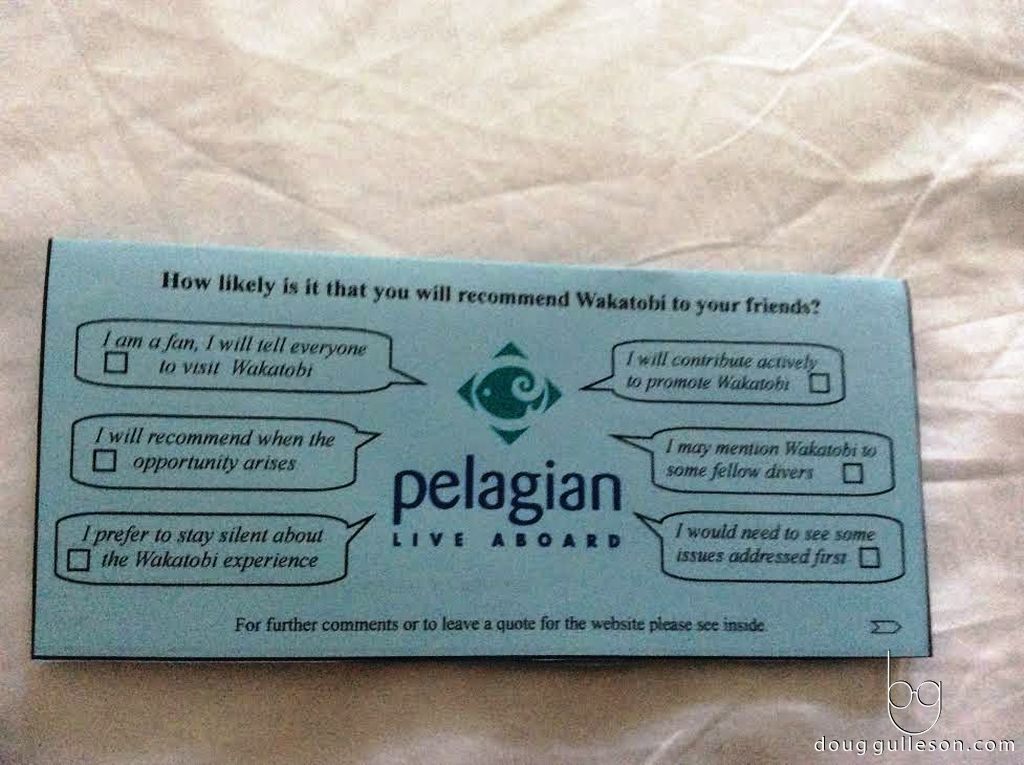 How likely is it that you will recommend Wakatobi to your friends?
I am a fan, I will tell everyone
to visit Wakatobi
I will contribute actively
to promote Wakatobi
I will recommend when the
opportunity arises
I may mention Wakatobi to
some fellow divers
I prefer to stay silent about
the Wakatobi experience
I would need to see some
issues addressed first
pelagian
LIVE ABOARD
For further comments or to leave a quote for the website please see inside
dg
doug gulleson.com